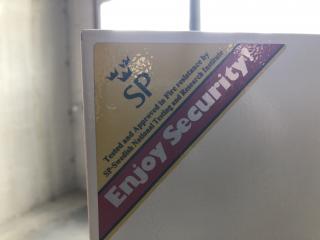 SP
Tested and Approved in Fire resistance by
SP-Swedish National Testing and Research Institute
Enjoy Security!